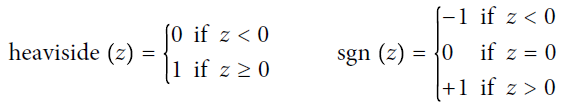 heaviside (z) = {0 if z < 0
1 if z ≥ 0
sgn (z) = {−1 if z < 0
0 if z = 0
+1 if z > 0